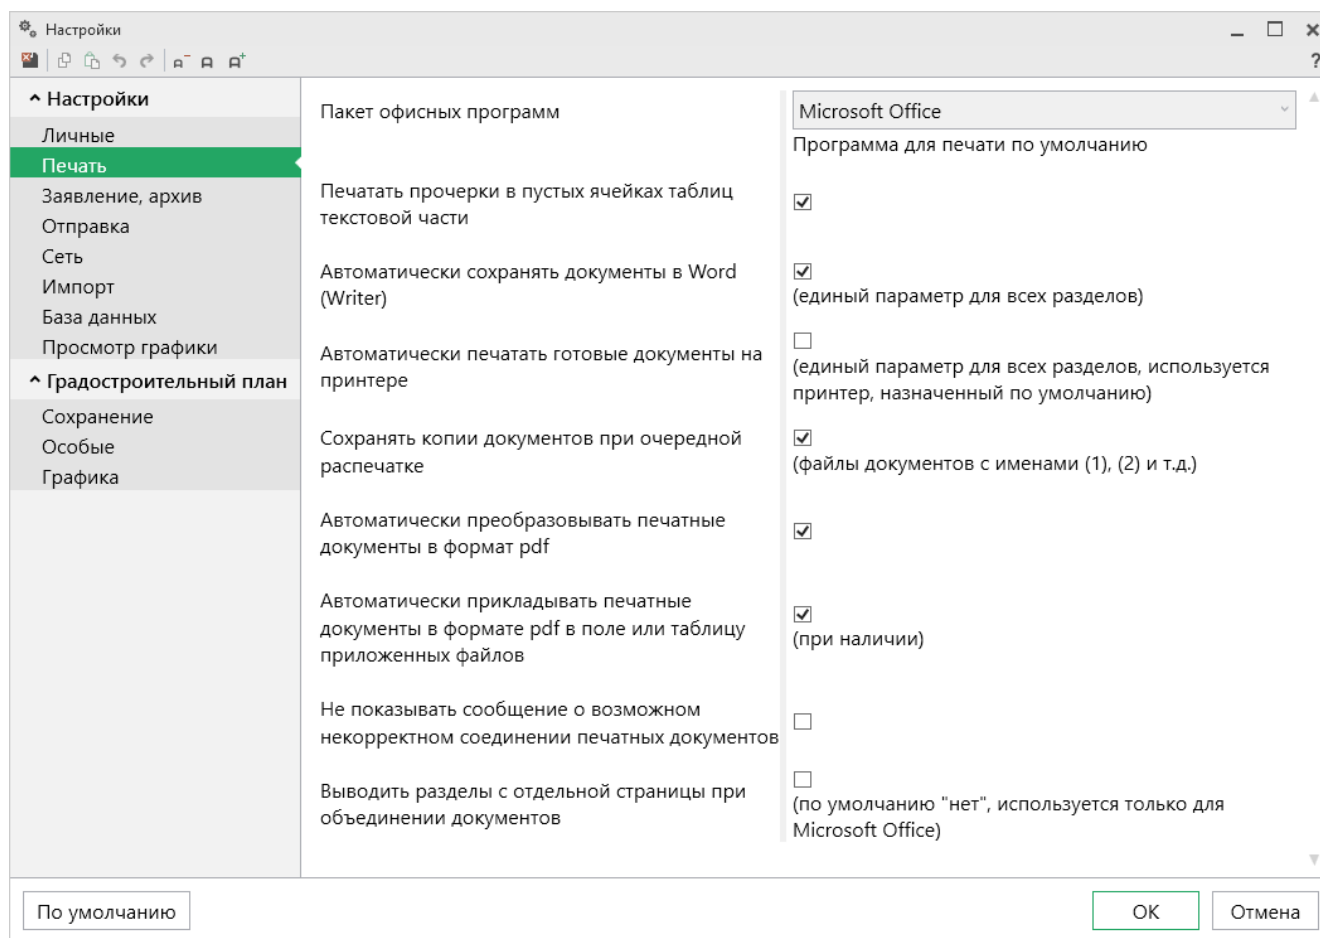 Настройки
?
Настройки
Личные
Печать
Заявление, архив
Отправка
Сеть
Импорт
База данных
Просмотр графики
Градостроительный план
Сохранение
Особые
Графика
Пакет офисных программ
Microsoft Office
Программа для печати по умолчанию
Печатать прочерки в пустых ячейках таблиц
текстовой части
Автоматически сохранять документы в Word
(Writer)
(единый параметр для всех разделов)
Автоматически печатать готовые документы на
принтере
(единый параметр для всех разделов, используется
принтер, назначенный по умолчанию)
Сохранять копии документов при очередной
распечатке
(файлы документов с именами (1), (2) и т.д.)
Автоматически преобразовывать печатные
документы в формат pdf
Автоматически прикладывать печатные
документы в формате pdf в поле или таблицу
приложенных файлов
(при наличии)
Не показывать сообщение о возможном
некорректном соединении печатных документов
Выводить разделы с отдельной страницы при
объединении документов
(по умолчанию "нет", используется только для
Microsoft Office)
По умолчанию
ОК
Отмена